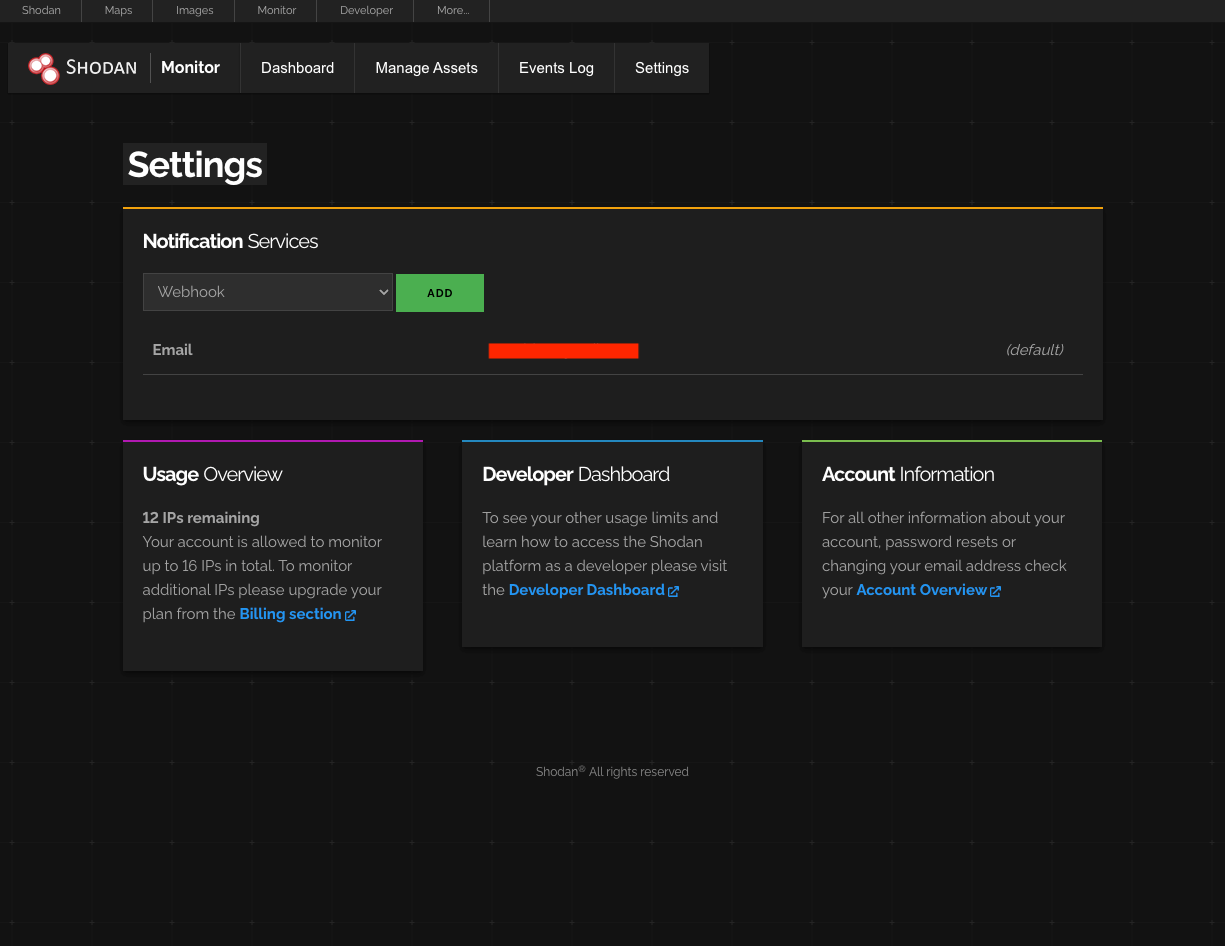 Shodan Maps Images Monitor Developer More...
SHODAN Monitor Dashboard Manage Assets Events Log Settings
Settings
Notification Services
Webhook ADD
Email (default)
Usage Overview
12 IPs remaining
Your account is allowed to monitor
up to 16 IPs in total. To monitor
additional IPs please upgrade your
plan from the Billing section
Developer Dashboard
To see your other usage limits and
learn how to access the Shodan
platform as a developer please visit
the Developer Dashboard
Account Information
For all other information about your
account, password resets or
changing your email address check
your Account Overview
Shodan® All rights reserved